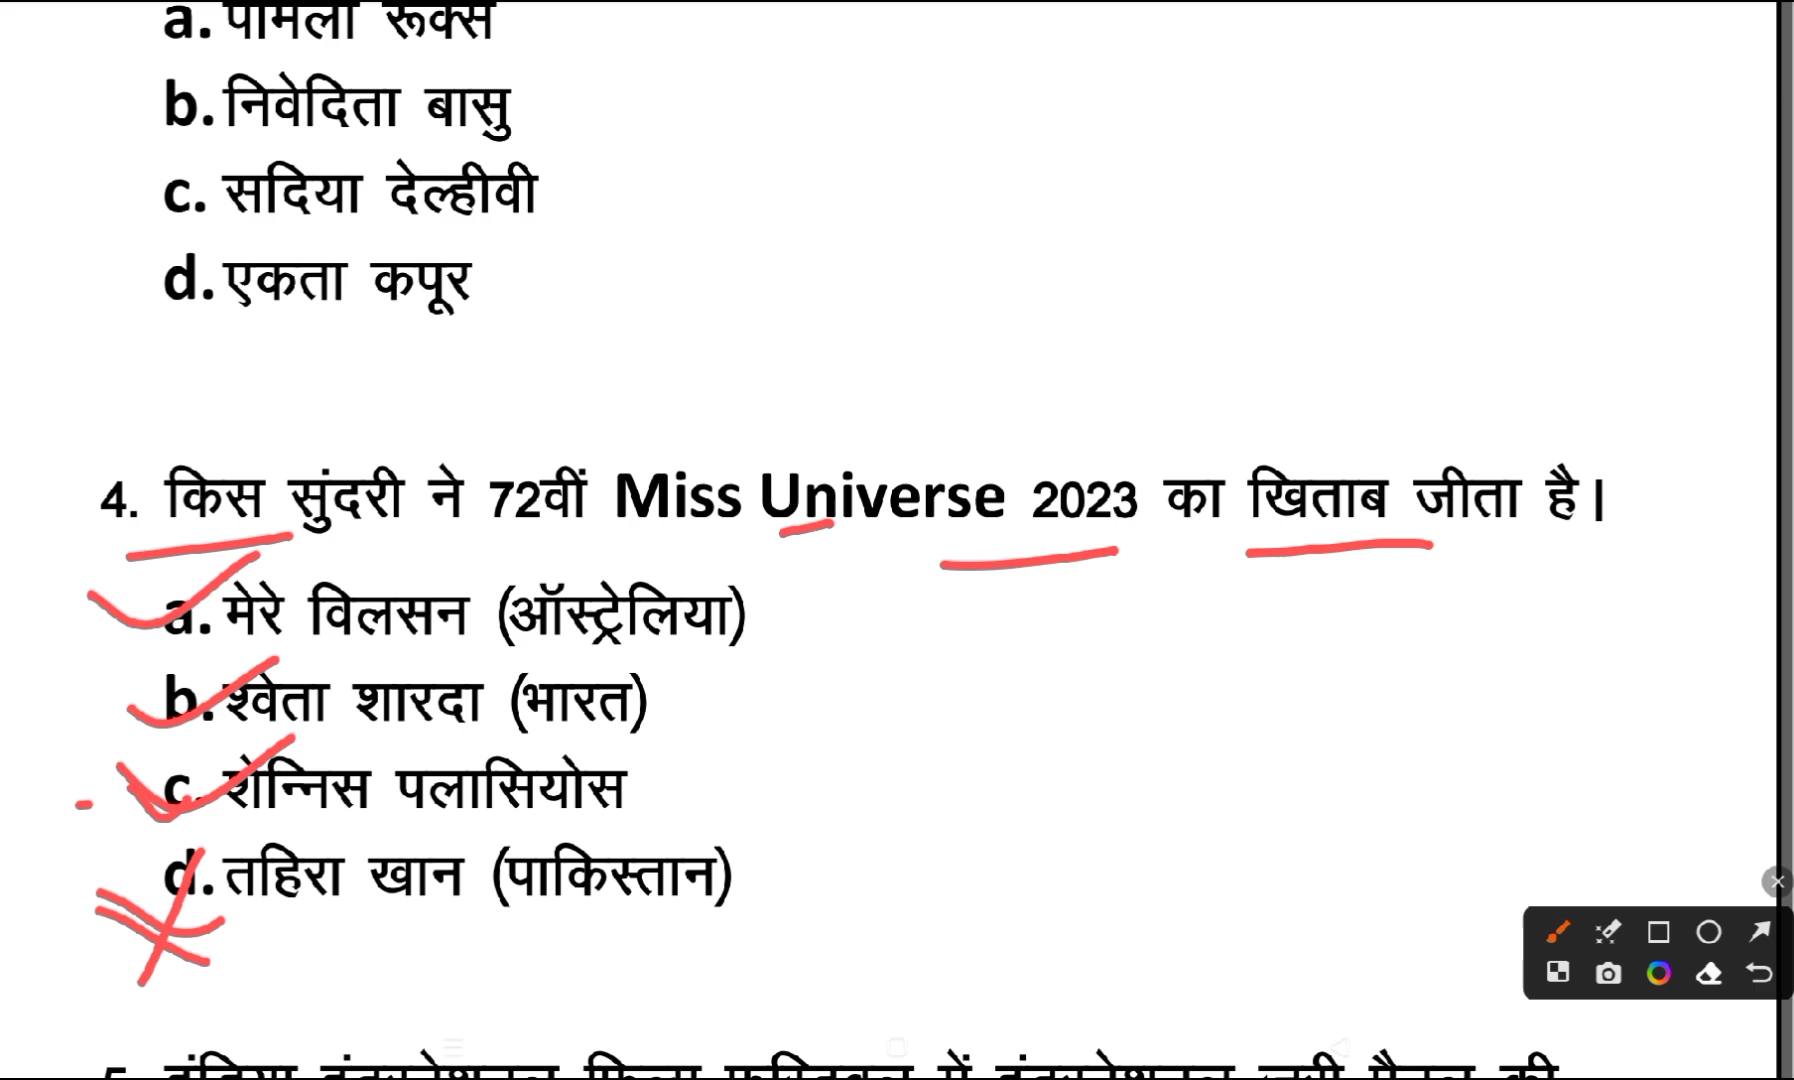 a. पामेला रूक्स
b. निवेदिता बासु
c. सदिया देल्हीवी
d. एकता कपूर
4. किस सुंदरी ने 72वीं Miss Universe 2023 का खिताब जीता है।
a. मेरे विलसन (ऑस्ट्रेलिया)
b. श्वेता शारदा (भारत)
c. शेन्निस पलासियोस
d. तहिरा खान (पाकिस्तान)